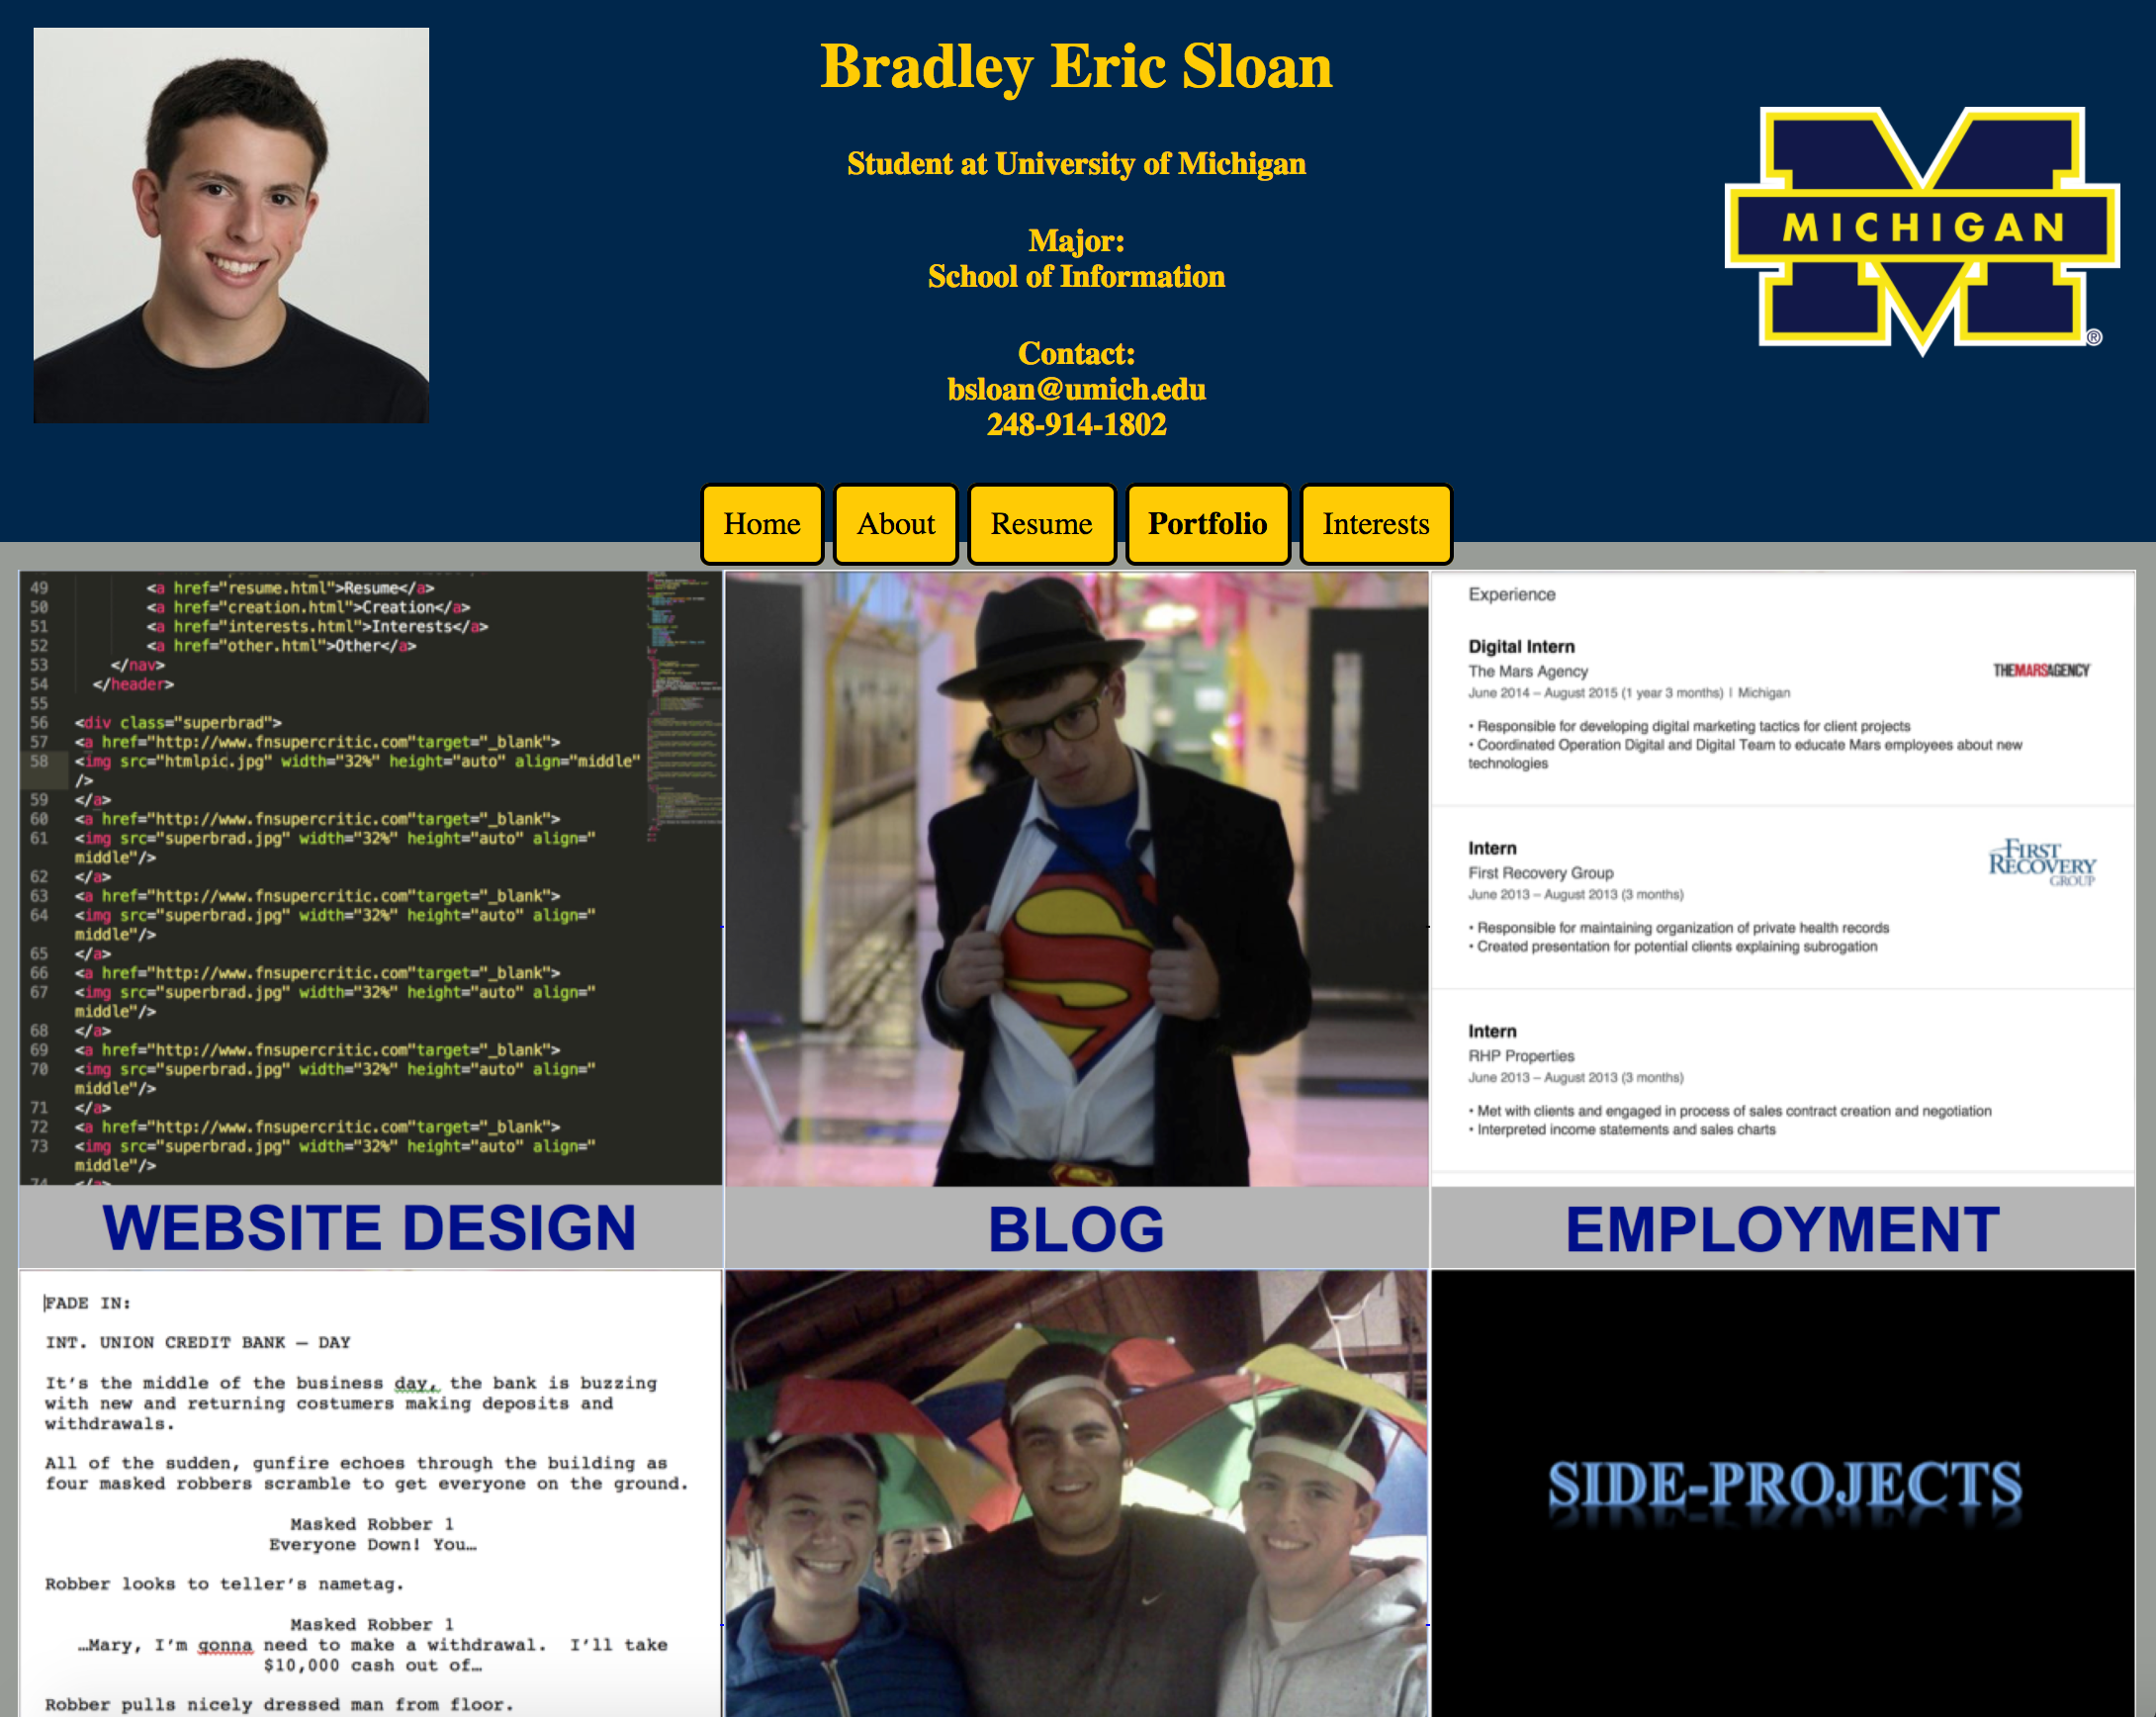 Bradley Eric Sloan
Student at University of Michigan
Major:
School of Information
Contact:
bsloan@umich.edu
248-914-1802
MICHIGAN
®
Home
About
Resume
Portfolio
Interests
49 <a href="resume.html">Resume</a>
50 <a href="creation.html">Creation</a>
51 <a href="interests.html">Interests</a>
52 <a href="other.html">Other</a>
53 </nav>
54 </header>
55
56 <div class="superbrad">
57 <a href="http://www.fnsupercritic.com"target="_blank">
58 <img src="htmlpic.jpg" width="32%" height="auto" align="middle"
/>
59 </a>
60 <a href="http://www.fnsupercritic.com"target="_blank">
61 <img src="superbrad.jpg" width="32%" height="auto" align="
middle"/>
62 </a>
63 <a href="http://www.fnsupercritic.com"target="_blank">
64 <img src="superbrad.jpg" width="32%" height="auto" align="
middle"/>
65 </a>
66 <a href="http://www.fnsupercritic.com"target="_blank">
67 <img src="superbrad.jpg" width="32%" height="auto" align="
middle"/>
68 </a>
69 <a href="http://www.fnsupercritic.com"target="_blank">
70 <img src="superbrad.jpg" width="32%" height="auto" align="
middle"/>
71 </a>
72 <a href="http://www.fnsupercritic.com"target="_blank">
73 <img src="superbrad.jpg" width="32%" height="auto" align="
middle"/>
74 </a>
WEBSITE DESIGN
BLOG
Experience
Digital Intern
The Mars Agency
THEMARSAGENCY
June 2014 – August 2015 (1 year 3 months) | Michigan
• Responsible for developing digital marketing tactics for client projects
• Coordinated Operation Digital and Digital Team to educate Mars employees about new
technologies
Intern
First Recovery Group
FIRST
RECOVERY
GROUP
June 2013 – August 2013 (3 months)
• Responsible for maintaining organization of private health records
• Created presentation for potential clients explaining subrogation
Intern
RHP Properties
June 2013 – August 2013 (3 months)
• Met with clients and engaged in process of sales contract creation and negotiation
• Interpreted income statements and sales charts
EMPLOYMENT
FADE IN:
INT. UNION CREDIT BANK – DAY
It's the middle of the business day, the bank is buzzing
with new and returning costumers making deposits and
withdrawals.
All of the sudden, gunfire echoes through the building as
four masked robbers scramble to get everyone on the ground.
Masked Robber 1
Everyone Down! You…
Robber looks to teller's nametag.
Masked Robber 1
…Mary, I'm gonna need to make a withdrawal. I'll take
$10,000 cash out of…
Robber pulls nicely dressed man from floor.
SIDE-PROJECTS